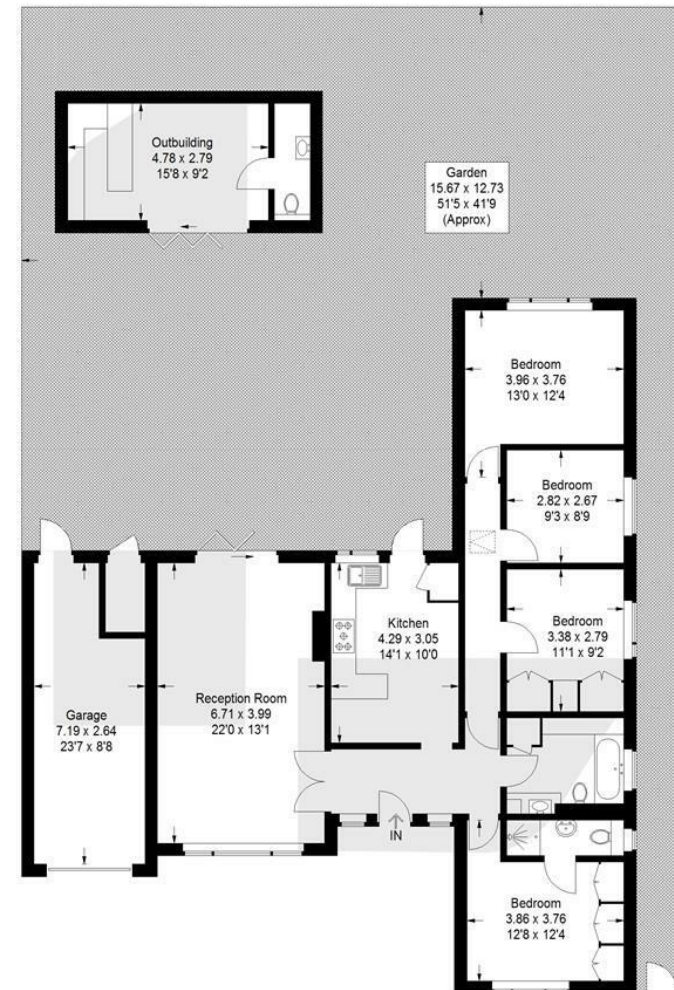 Outbuilding
4.78 x 2.79
15'8 x 9'2
Garden
15.67 x 12.73
51'5 x 41'9
(Approx)
Bedroom
3.96 x 3.76
13'0 x 12'4
Bedroom
2.82 x 2.67
9'3 x 8'9
Bedroom
3.38 x 2.79
11'1 x 9'2
Kitchen
4.29 x 3.05
14'1 x 10'0
Reception Room
6.71 x 3.99
22'0 x 13'1
Garage
7.19 x 2.64
23'7 x 8'8
IN
Bedroom
3.86 x 3.76
12'8 x 12'4